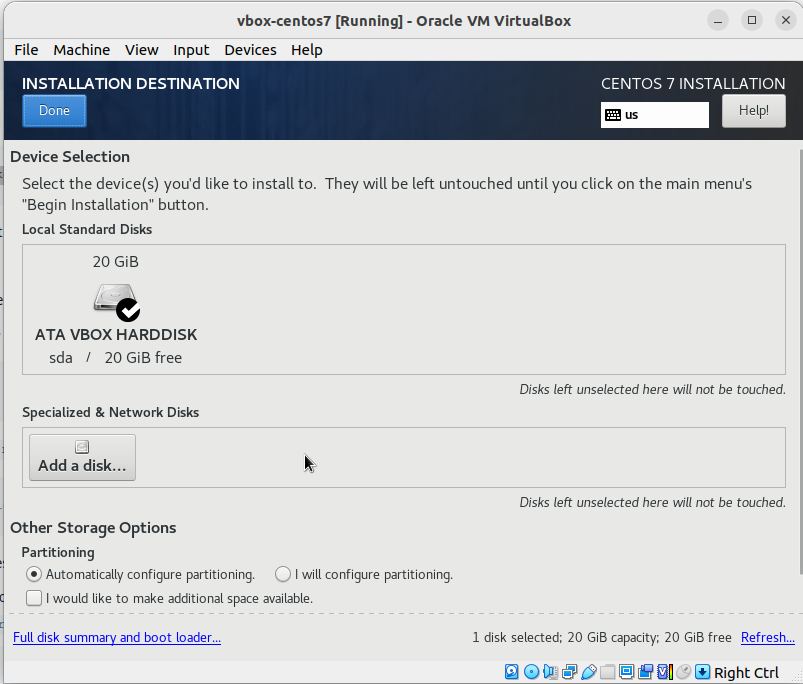 vbox-centos7 [Running] - Oracle VM VirtualBox
File Machine View Input Devices Help
INSTALLATION DESTINATION
CENTOS 7 INSTALLATION
Done
us
Help!
Device Selection
Select the device(s) you'd like to install to. They will be left untouched until you click on the main menu's
"Begin Installation" button.
Local Standard Disks
20 GiB
ATA VBOX HARDDISK
sda / 20 GiB free
Disks left unselected here will not be touched.
Specialized & Network Disks
Add a disk...
Disks left unselected here will not be touched.
Other Storage Options
Partitioning
Automatically configure partitioning. I will configure partitioning.
I would like to make additional space available.
Full disk summary and boot loader...
1 disk selected; 20 GiB capacity; 20 GiB free Refresh...
Right Ctrl